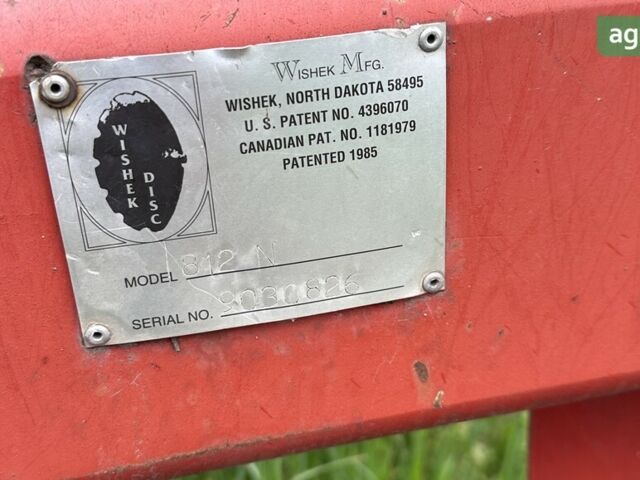 ag
WISHEK MFG.
WISHEK, NORTH DAKOTA 58495
U. S. PATENT NO. 4396070
CANADIAN PAT. NO. 1181979
PATENTED 1985
WISHEK
DISC
MODEL 812 N
SERIAL NO. 9030826